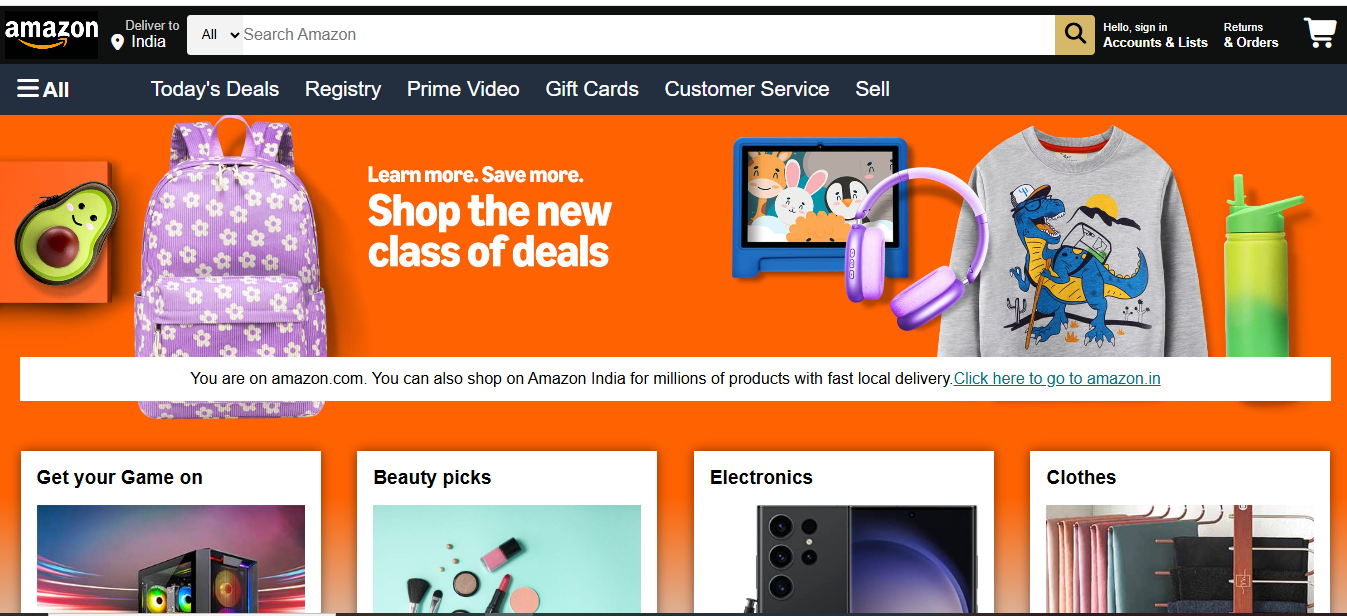 amazon
Deliver to
India
All
Search Amazon
Hello, sign in
Accounts & Lists
Returns
& Orders
All
Today's Deals
Registry
Prime Video
Gift Cards
Customer Service
Sell
Learn more. Save more.
Shop the new
class of deals
You are on amazon.com. You can also shop on Amazon India for millions of products with fast local delivery.Click here to go to amazon.in
Get your Game on
Beauty picks
Electronics
Clothes